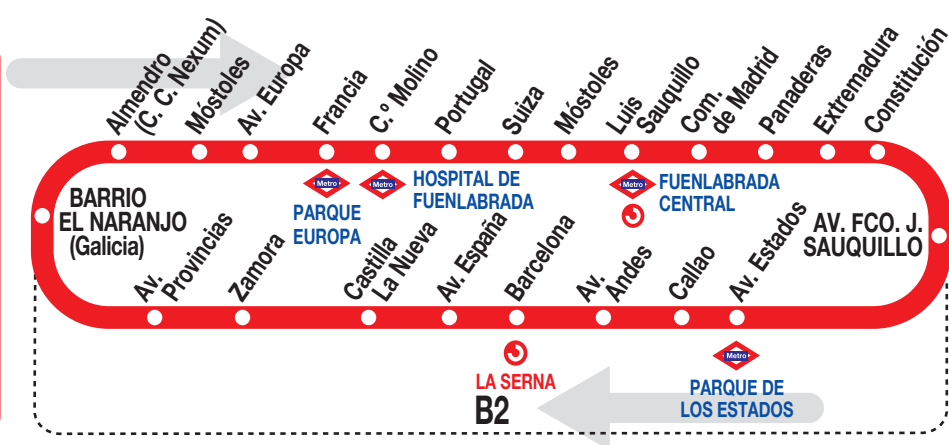 Almendro
(C. C. Nexum)
Móstoles
Av. Europa
Francia
C.º Molino
Portugal
Suiza
Móstoles
Luis
Sauquillo
Com.
de Madrid
Panaderas
Extremadura
Constitución
Metro
PARQUE
EUROPA
Metro
HOSPITAL DE
FUENLABRADA
Metro
FUENLABRADA
CENTRAL
BARRIO
EL NARANJO
(Galicia)
AV. FCO. J.
SAUQUILLO
Av.
Provincias
Zamora
Castilla
La Nueva
Av. España
Barcelona
Av.
Andes
Callao
Av. Estados
LA SERNA
B2
Metro
PARQUE DE
LOS ESTADOS